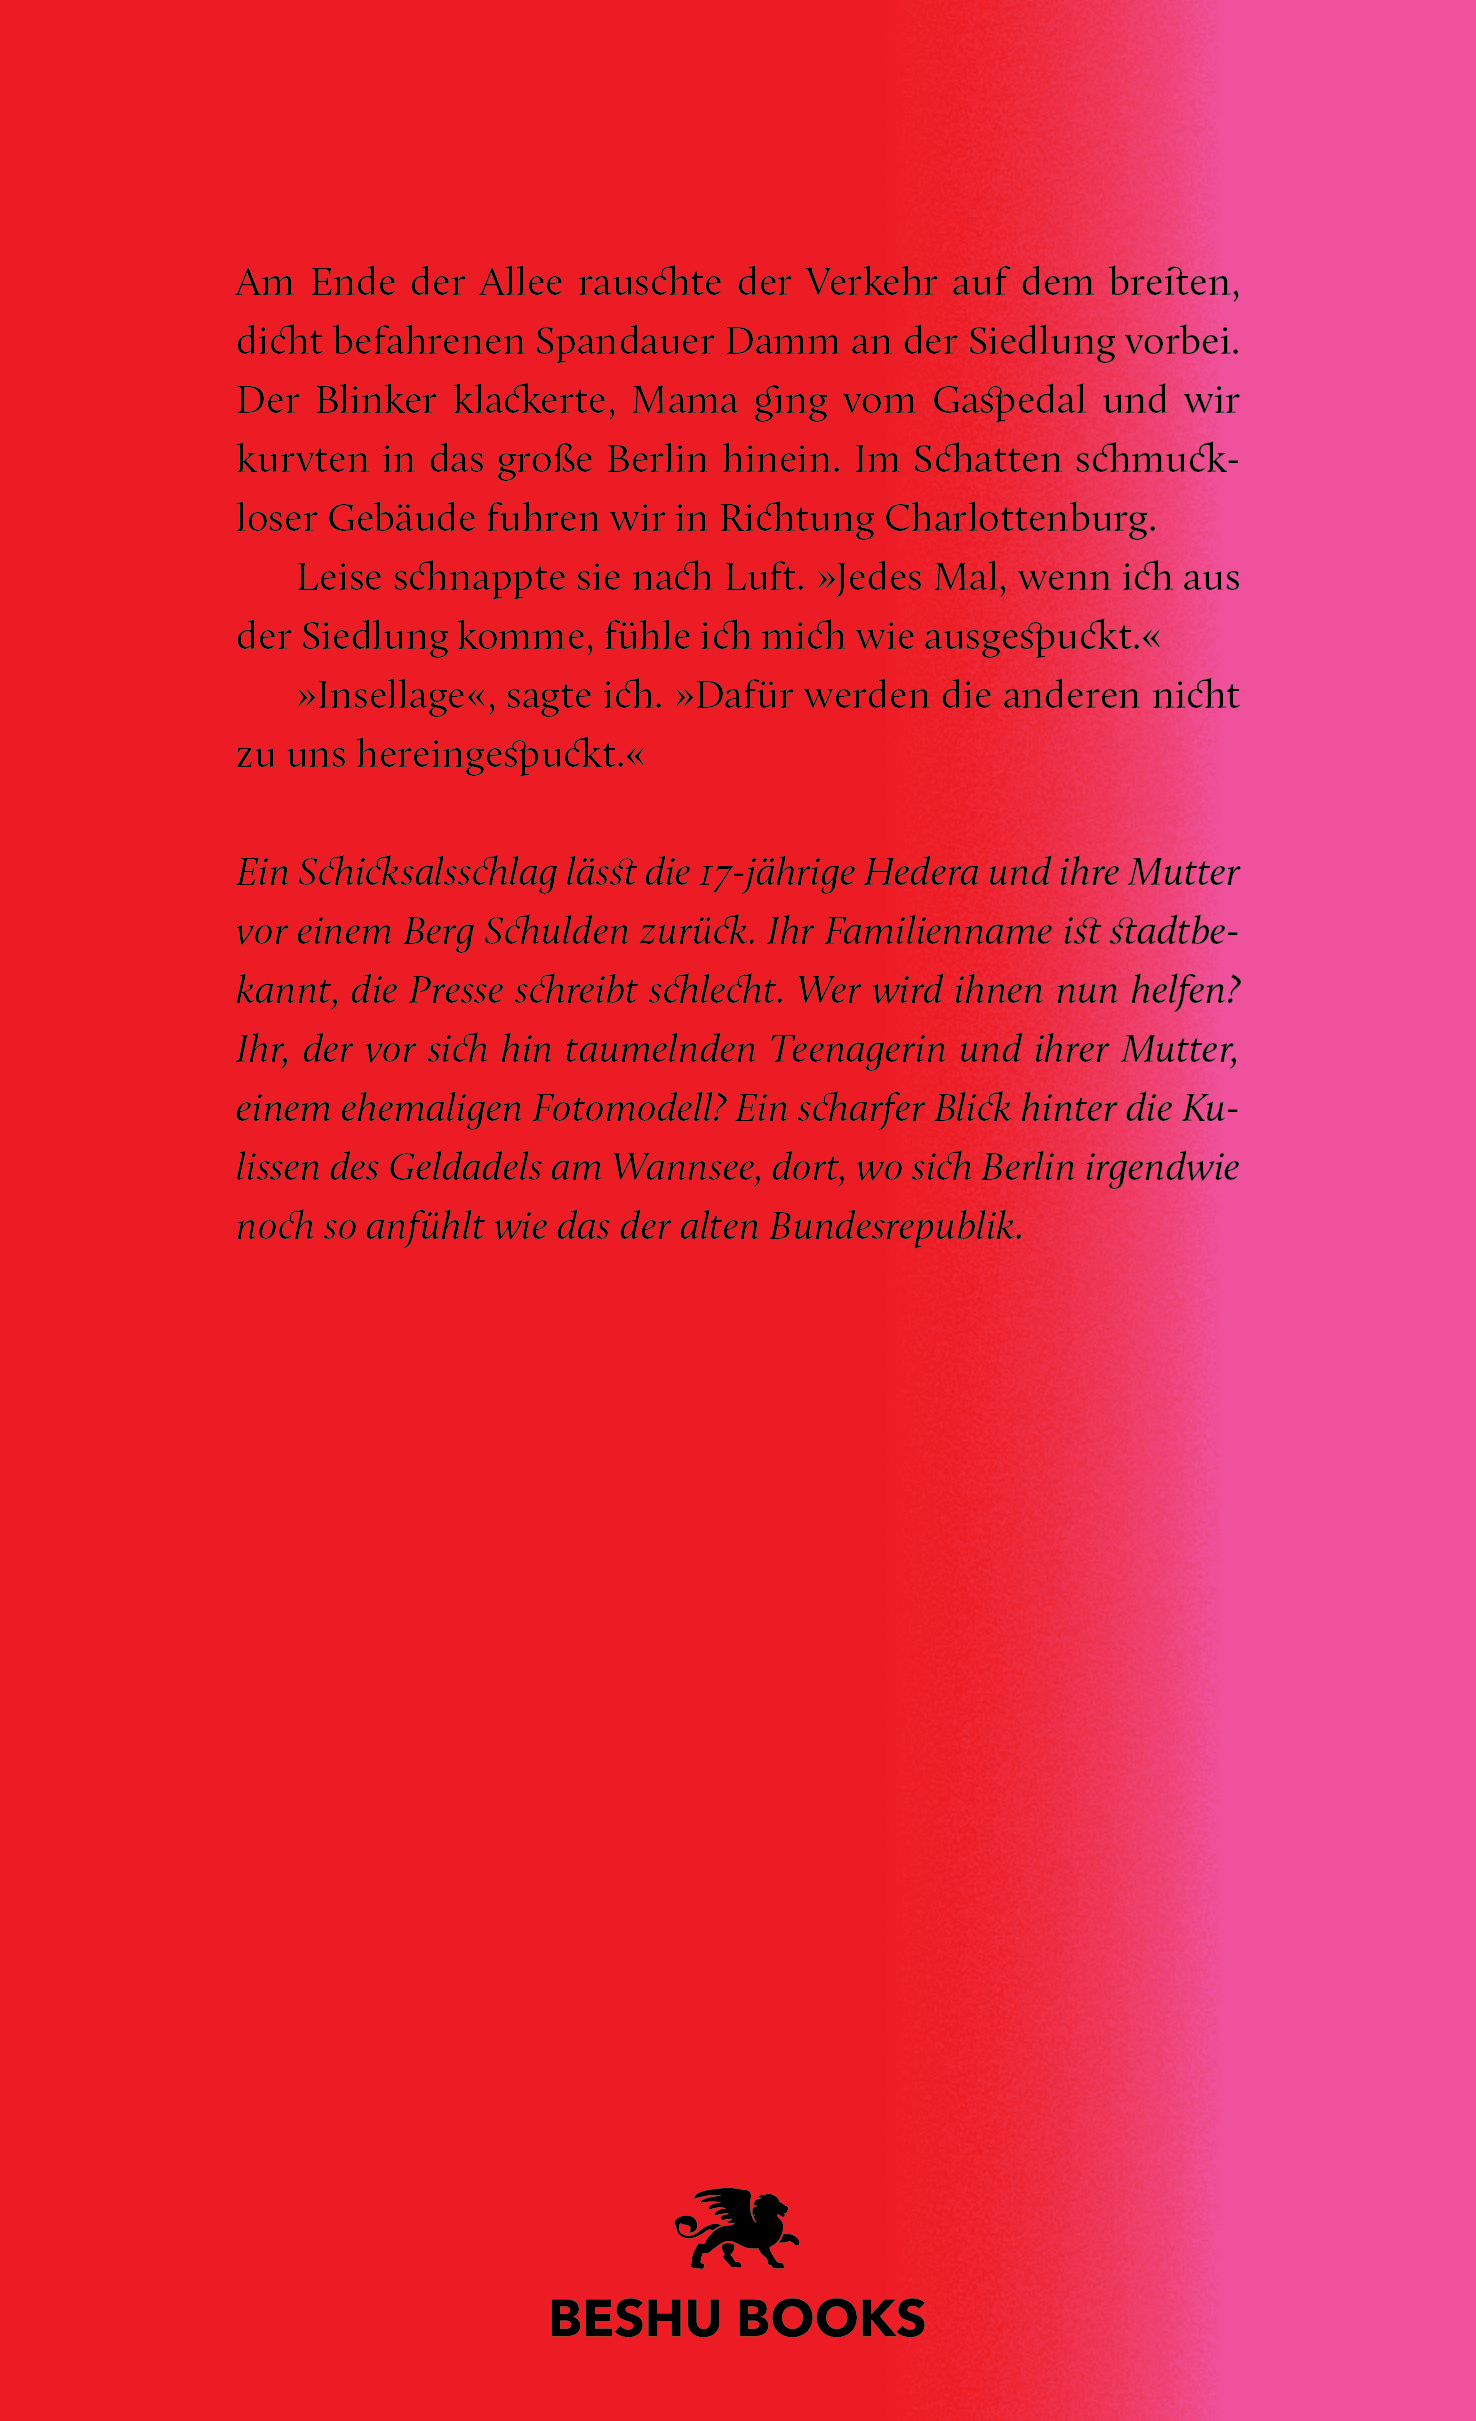 Am Ende der Allee rauschte der Verkehr auf dem breiten,
dicht befahrenen Spandauer Damm an der Siedlung vorbei.
Der Blinker klackerte, Mama ging vom Gaspedal und wir
kurvten in das große Berlin hinein. Im Schatten schmuck-
loser Gebäude fuhren wir in Richtung Charlottenburg.
Leise schnappte sie nach Luft. »Jedes Mal, wenn ich aus
der Siedlung komme, fühle ich mich wie ausgespuckt.«
»Insellage«, sagte ich. »Dafür werden die anderen nicht
zu uns hereingespuckt.«
Ein Schicksalsschlag lässt die 17-jährige Hedera und ihre Mutter
vor einem Berg Schulden zurück. Ihr Familienname ist stadtbe-
kannt, die Presse schreibt schlecht. Wer wird ihnen nun helfen?
Ihr, der vor sich hin taumelnden Teenagerin und ihrer Mutter,
einem ehemaligen Fotomodell? Ein scharfer Blick hinter die Ku-
lissen des Geldadels am Wannsee, dort, wo sich Berlin irgendwie
noch so anfühlt wie das der alten Bundesrepublik.
BESHU BOOKS